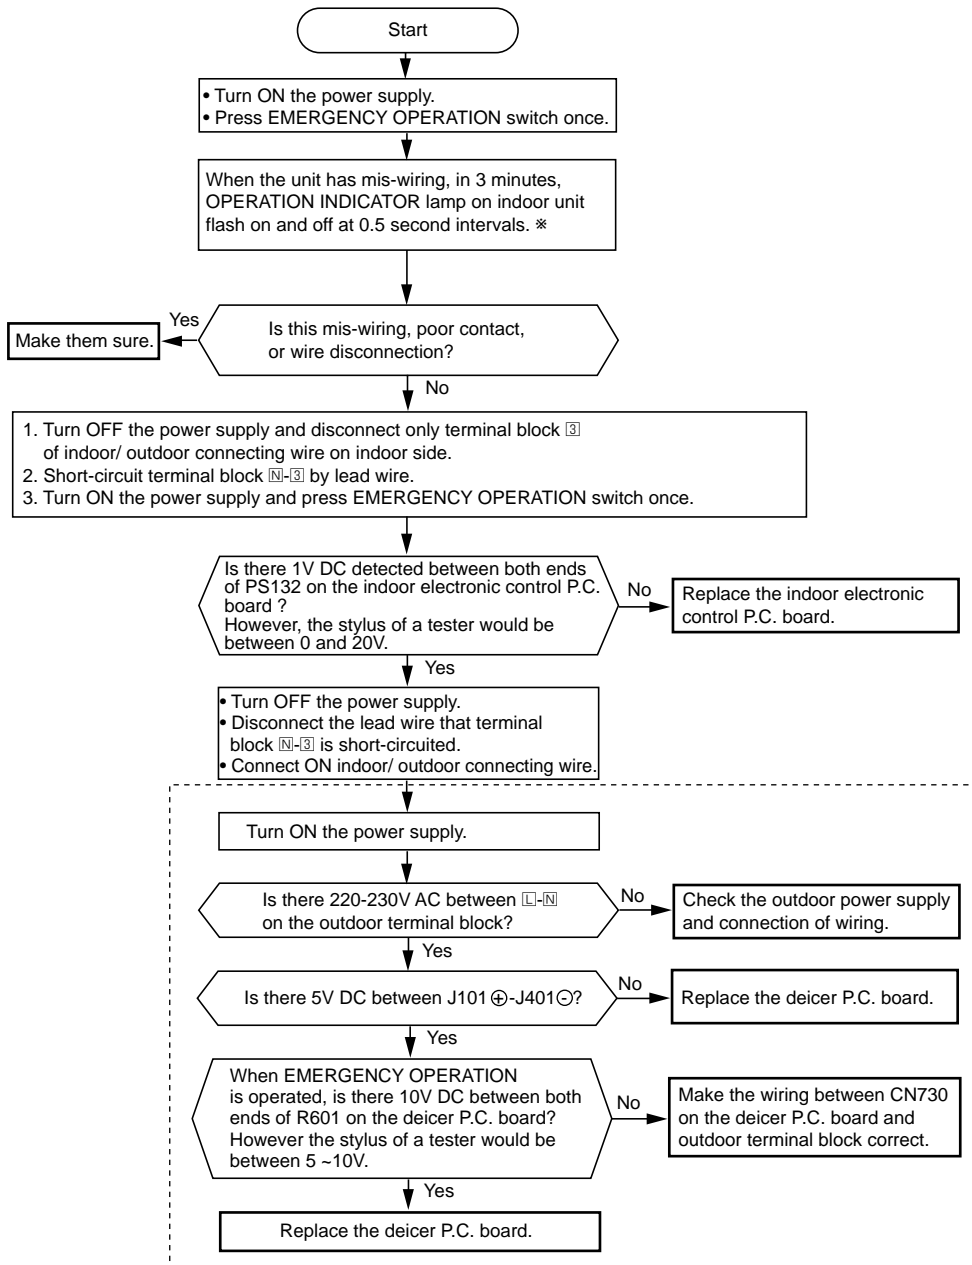 Start
• Turn ON the power supply.
• Press EMERGENCY OPERATION switch once.
When the unit has mis-wiring, in 3 minutes,
OPERATION INDICATOR lamp on indoor unit
flash on and off at 0.5 second intervals. ※
Is this mis-wiring, poor contact,
or wire disconnection?
Yes
Make them sure.
No
1. Turn OFF the power supply and disconnect only terminal block 3
of indoor/ outdoor connecting wire on indoor side.
2. Short-circuit terminal block N-3 by lead wire.
3. Turn ON the power supply and press EMERGENCY OPERATION switch once.
Is there 1V DC detected between both ends
of PS132 on the indoor electronic control P.C.
board ?
However, the stylus of a tester would be
between 0 and 20V.
No
Replace the indoor electronic
control P.C. board.
Yes
• Turn OFF the power supply.
• Disconnect the lead wire that terminal
block N-3 is short-circuited.
• Connect ON indoor/ outdoor connecting wire.
Turn ON the power supply.
Is there 220-230V AC between L-N
on the outdoor terminal block?
No
Check the outdoor power supply
and connection of wiring.
Yes
Is there 5V DC between J101 ⊕-J401 ⊖?
No
Replace the deicer P.C. board.
Yes
When EMERGENCY OPERATION
is operated, is there 10V DC between both
ends of R601 on the deicer P.C. board?
However the stylus of a tester would be
between 5 ~10V.
No
Make the wiring between CN730
on the deicer P.C. board and
outdoor terminal block correct.
Yes
Replace the deicer P.C. board.